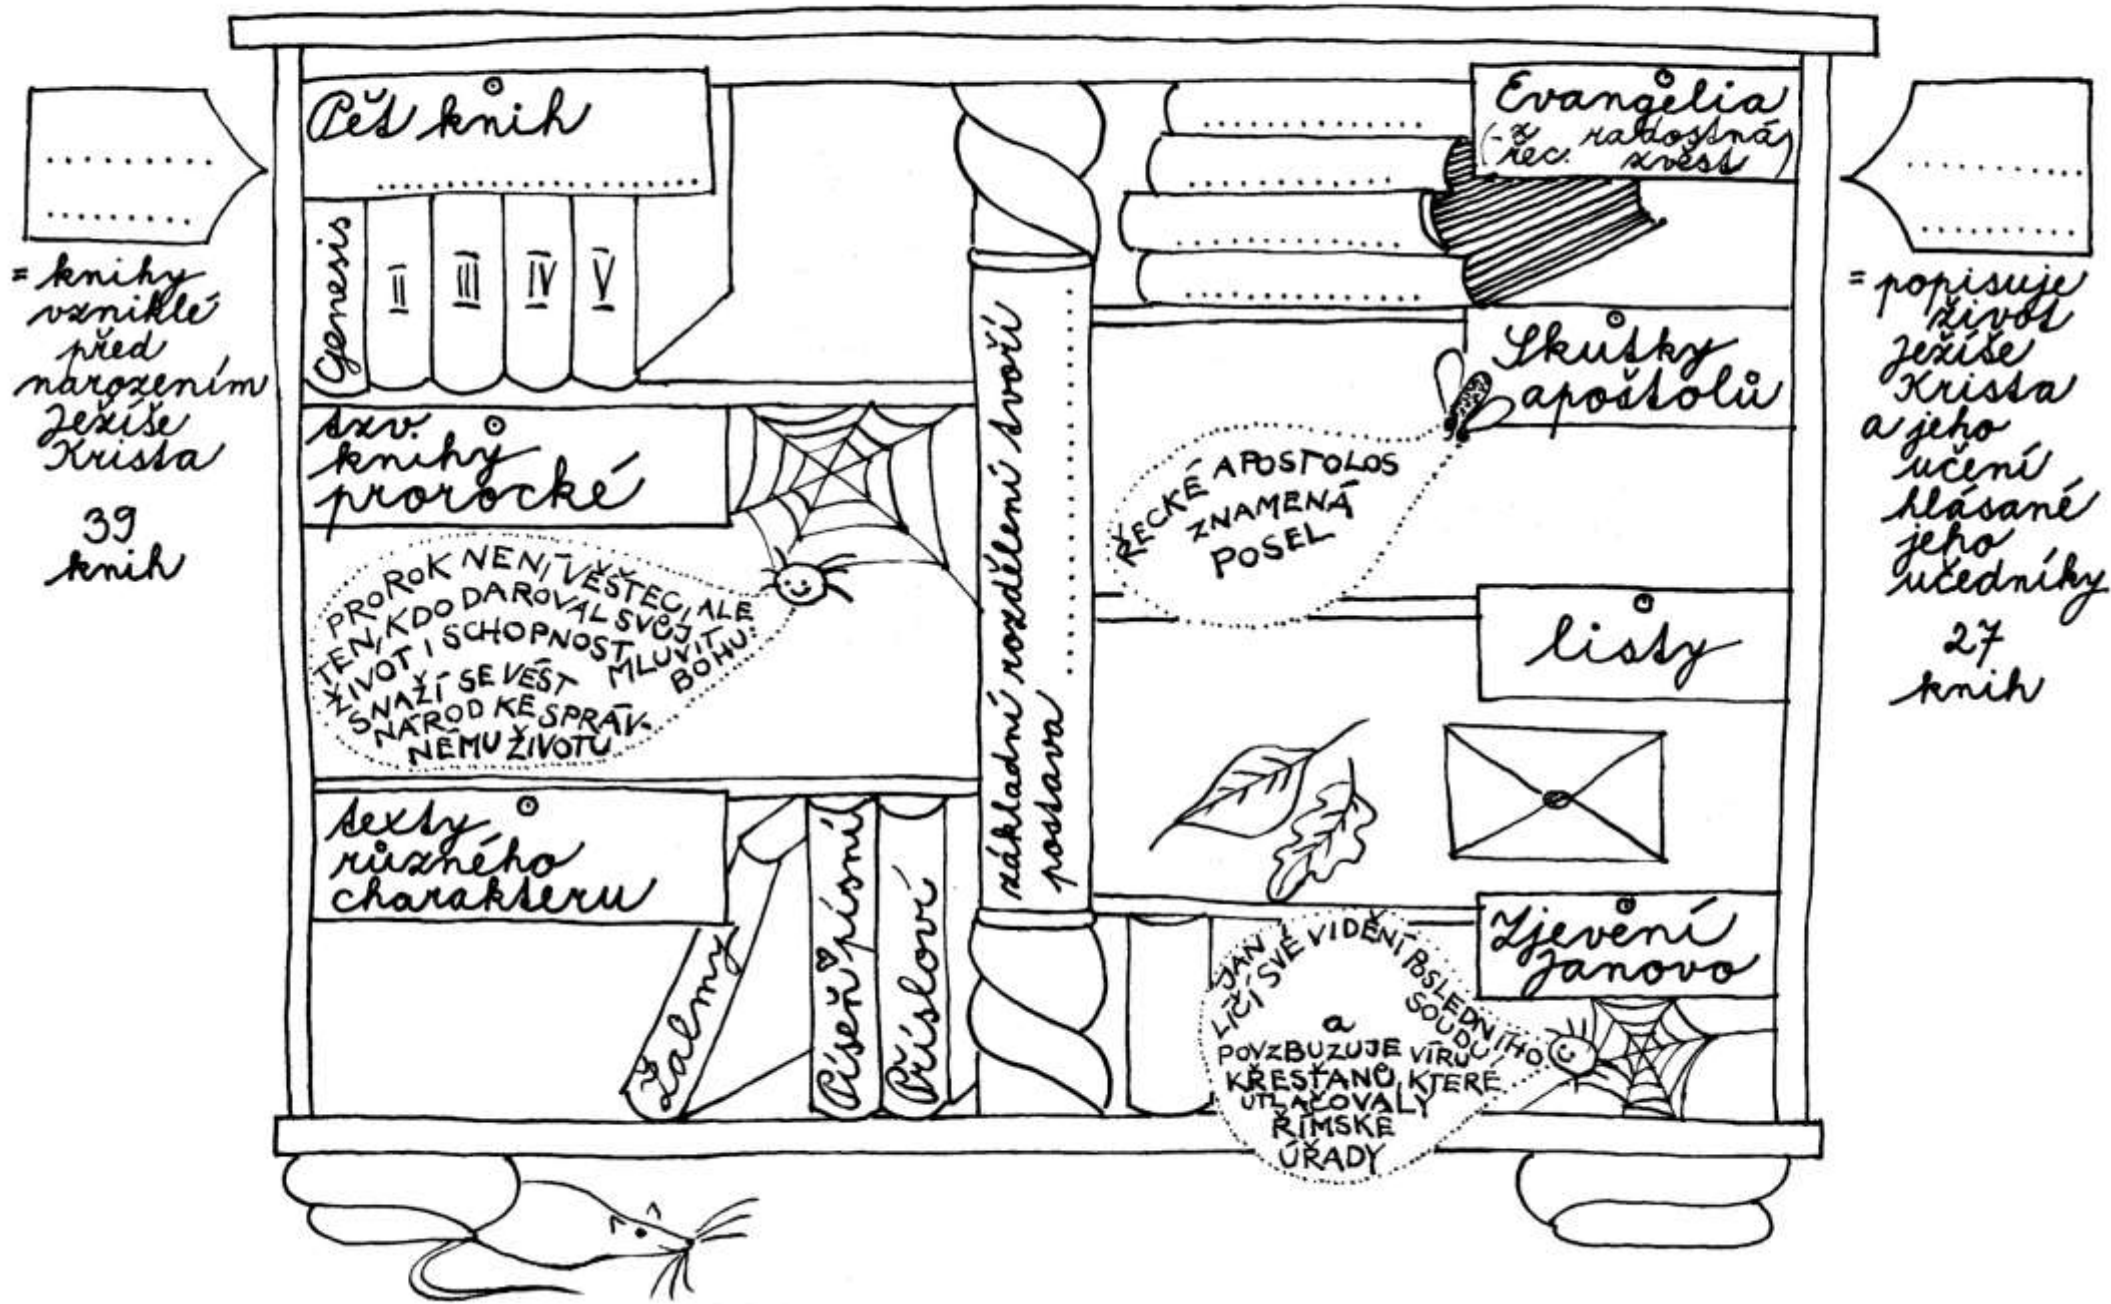 = knihy
vzniklé
před
narozením
Ježíše
Krista
39
knih
Pět knih
Genesis
II
III
IV
V
tzv.
knihy
prorocké
PROROK NENÍ VĚŠTEC, ALE
TEN, KDO DAROVAL SVŮJ
ŽIVOT I SCHOPNOST
MLUVIT
BOHU.
SNAŽÍ SE VÉST
NÁROD KE SPRÁV-
NÉMU ŽIVOTU
texty
různého
charakteru
Žalmy
Píseň písní
Přísloví
základní rozdělení tvoří
postava
Evangelia
(- z řec. radostná
zvěst)
Skutky
apoštolů
ŘECKÉ APOSTOLOS
ZNAMENÁ
POSEL
listy
Zjevení
Janovo
JAN
LÍČÍ SVÉ VIDĚNÍ POSLEDNÍHO
SOUDU
a
POVZBUZUJE VÍRU
KŘESŤANŮ, KTERÉ
UTLAČOVALY
ŘÍMSKÉ
ÚŘADY
= popisuje
život
Ježíše
Krista
a jeho
učení
hlásané
jeho
učedníky
27
knih